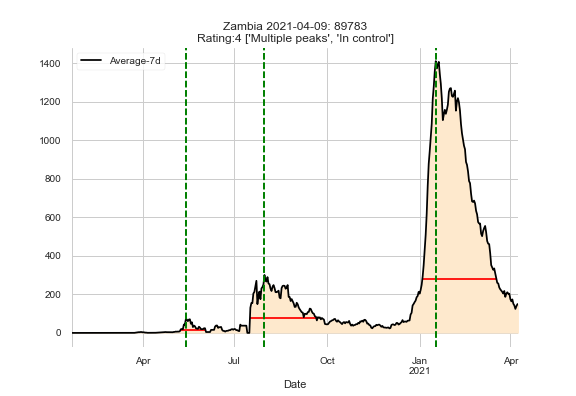 Zambia 2021-04-09: 89783
Rating:4 ['Multiple peaks', 'In control']
Average-7d
1400
1200
1000
800
600
400
200
0
Apr
Jul
Oct
Jan
2021
Apr
Date